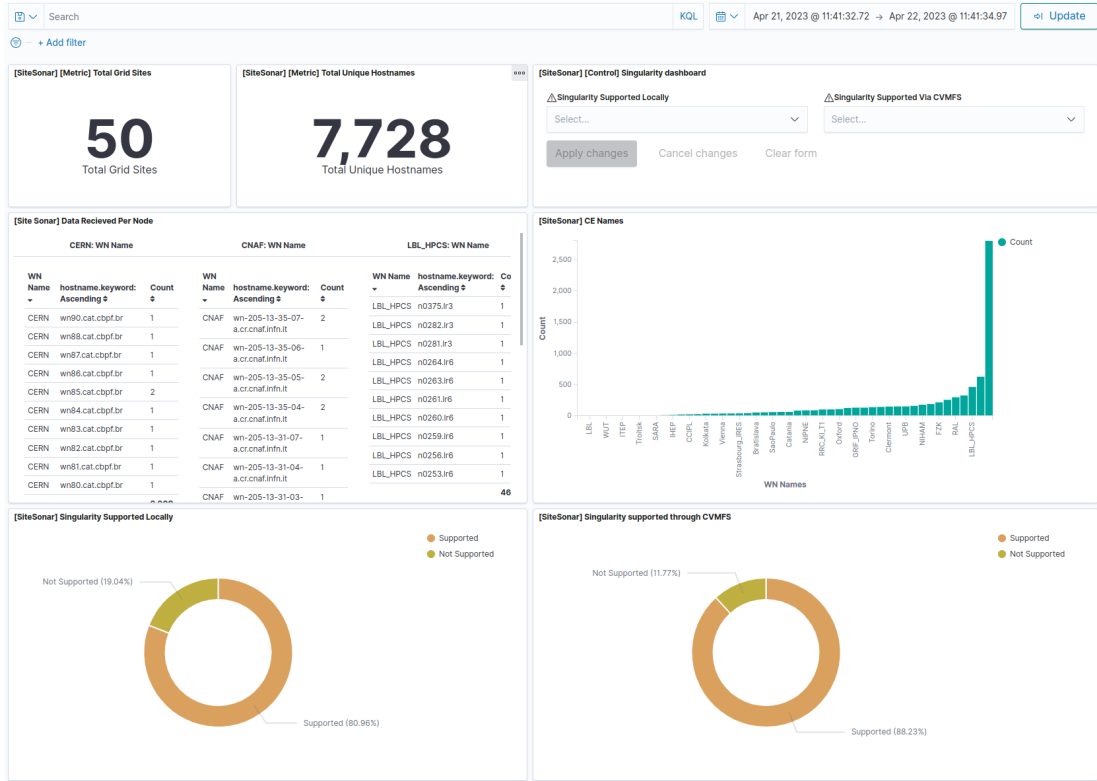 Search
KQL
Apr 21, 2023 @ 11:41:32.72 → Apr 22, 2023 @ 11:41:34.97
Update
+ Add filter
[SiteSonar] [Metric] Total Grid Sites
50
Total Grid Sites
[SiteSonar] [Metric] Total Unique Hostnames
7,728
Total Unique Hostnames
[SiteSonar] [Control] Singularity dashboard
Singularity Supported Locally
Select...
Singularity Supported Via CVMFS
Select...
Apply changes Cancel changes Clear form
[Site Sonar] Data Recieved Per Node
CERN: WN Name
WN Name hostname.keyword: Ascending Count
CERN wn90.cat.cbpf.br 1
CERN wn88.cat.cbpf.br 1
CERN wn87.cat.cbpf.br 1
CERN wn86.cat.cbpf.br 1
CERN wn85.cat.cbpf.br 2
CERN wn84.cat.cbpf.br 1
CERN wn83.cat.cbpf.br 1
CERN wn82.cat.cbpf.br 1
CERN wn81.cat.cbpf.br 1
CERN wn80.cat.cbpf.br 1
CNAF: WN Name
WN Name hostname.keyword: Ascending Count
CNAF wn-205-13-35-07-a.cr.cnaf.infn.it 2
CNAF wn-205-13-35-06-a.cr.cnaf.infn.it 1
CNAF wn-205-13-35-05-a.cr.cnaf.infn.it 2
CNAF wn-205-13-35-04-a.cr.cnaf.infn.it 2
CNAF wn-205-13-31-07-a.cr.cnaf.infn.it 1
CNAF wn-205-13-31-04-a.cr.cnaf.infn.it 1
CNAF wn-205-13-31-03- 1
LBL_HPCS: WN Name
WN Name hostname.keyword: Ascending Co
LBL_HPCS n0375.lr3 1
LBL_HPCS n0282.lr3 1
LBL_HPCS n0281.lr3 1
LBL_HPCS n0264.lr6 1
LBL_HPCS n0263.lr6 1
LBL_HPCS n0261.lr6 1
LBL_HPCS n0260.lr6 1
LBL_HPCS n0259.lr6 1
LBL_HPCS n0256.lr6 1
LBL_HPCS n0253.lr6 1
46
[SiteSonar] CE Names
Count
2,500
2,000
1,500
1,000
500
0
Count
LBL
WUT
ITEP
Troitsk
SARA
IHEP
CCIPL
Kolkata
Vienna
Strasbourg_IRES
Bratislava
SaoPaulo
Catania
NIPNE
RRC_KI_T1
Oxford
GRIF_IPNO
Torino
Clermont
UPB
NIHAM
FZK
RAL
LBL_HPCS
WN Names
[SiteSonar] Singularity Supported Locally
Supported
Not Supported
Not Supported (19.04%)
Supported (80.96%)
[SiteSonar] Singularity supported through CVMFS
Supported
Not Supported
Not Supported (11.77%)
Supported (88.23%)